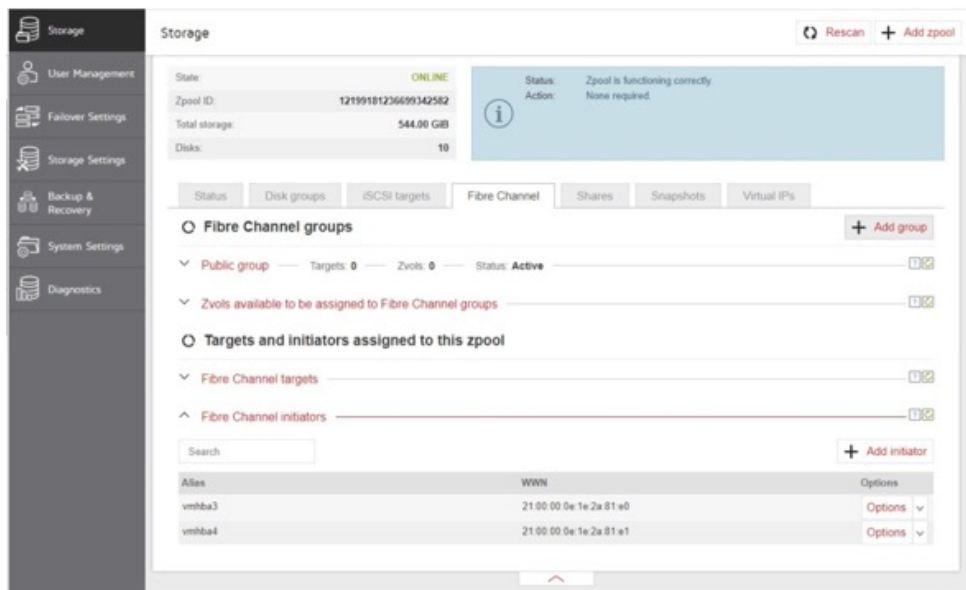 Storage
User Management
Failover Settings
Storage Settings
Backup &
Recovery
System Settings
Diagnostics
Storage
Rescan
Add zpool
State: ONLINE
Zpool ID: 12199181236699342582
Total storage: 544.00 GiB
Disks: 10
Status: Zpool is functioning correctly.
Action: None required.
Status Disk groups iSCSI targets Fibre Channel Shares Snapshots Virtual IPs
Fibre Channel groups
Add group
Public group Targets: 0 Zvols: 0 Status: Active
Zvols available to be assigned to Fibre Channel groups
Targets and initiators assigned to this zpool
Fibre Channel targets
Fibre Channel initiators
Search
Add initiator
Alias WWN Options
vmhba3 21:00:00:0e:1e:2a:81:e0 Options
vmhba4 21:00:00:0e:1e:2a:81:e1 Options